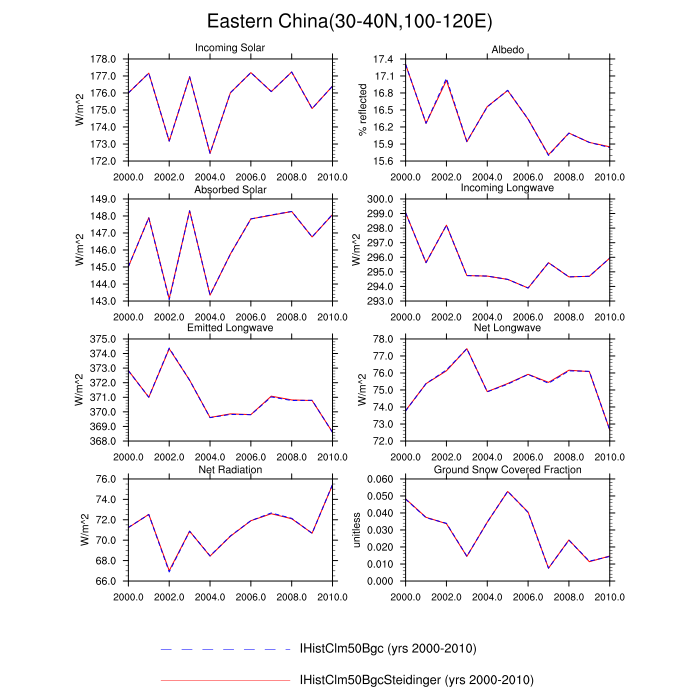 Eastern China(30-40N,100-120E)
Incoming Solar
W/m^2
178.0
177.0
176.0
175.0
174.0
173.0
172.0
2000.0 2002.0 2004.0 2006.0 2008.0 2010.0
Albedo
% reflected
17.4
17.1
16.8
16.5
16.2
15.9
15.6
2000.0 2002.0 2004.0 2006.0 2008.0 2010.0
Absorbed Solar
W/m^2
149.0
148.0
147.0
146.0
145.0
144.0
143.0
2000.0 2002.0 2004.0 2006.0 2008.0 2010.0
Incoming Longwave
W/m^2
300.0
299.0
298.0
297.0
296.0
295.0
294.0
293.0
2000.0 2002.0 2004.0 2006.0 2008.0 2010.0
Emitted Longwave
W/m^2
375.0
374.0
373.0
372.0
371.0
370.0
369.0
368.0
2000.0 2002.0 2004.0 2006.0 2008.0 2010.0
Net Longwave
W/m^2
78.0
77.0
76.0
75.0
74.0
73.0
72.0
2000.0 2002.0 2004.0 2006.0 2008.0 2010.0
Net Radiation
W/m^2
76.0
74.0
72.0
70.0
68.0
66.0
2000.0 2002.0 2004.0 2006.0 2008.0 2010.0
Ground Snow Covered Fraction
unitless
0.060
0.050
0.040
0.030
0.020
0.010
0.000
2000.0 2002.0 2004.0 2006.0 2008.0 2010.0
IHistClm50Bgc (yrs 2000-2010)
IHistClm50BgcSteidinger (yrs 2000-2010)